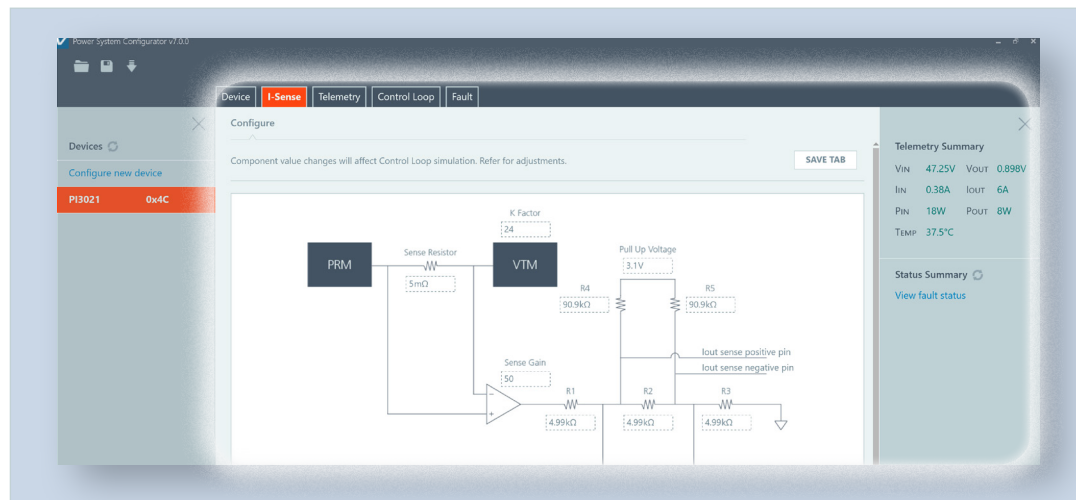 Power System Configurator v7.0.0
Device
I-Sense
Telemetry
Control Loop
Fault
Devices
Configure new device
PI3021 0x4C
Configure
Component value changes will affect Control Loop simulation. Refer for adjustments.
SAVE TAB
K Factor
24
PRM
Sense Resistor
5mΩ
VTM
Pull Up Voltage
3.1V
R4
90.9kΩ
R5
90.9kΩ
Iout sense positive pin
Iout sense negative pin
Sense Gain
50
R1
4.99kΩ
R2
4.99kΩ
R3
4.99kΩ
Telemetry Summary
VIN 47.25V VOUT 0.898V
IIN 0.38A IOUT 6A
PIN 18W POUT 8W
TEMP 37.5°C
Status Summary
View fault status